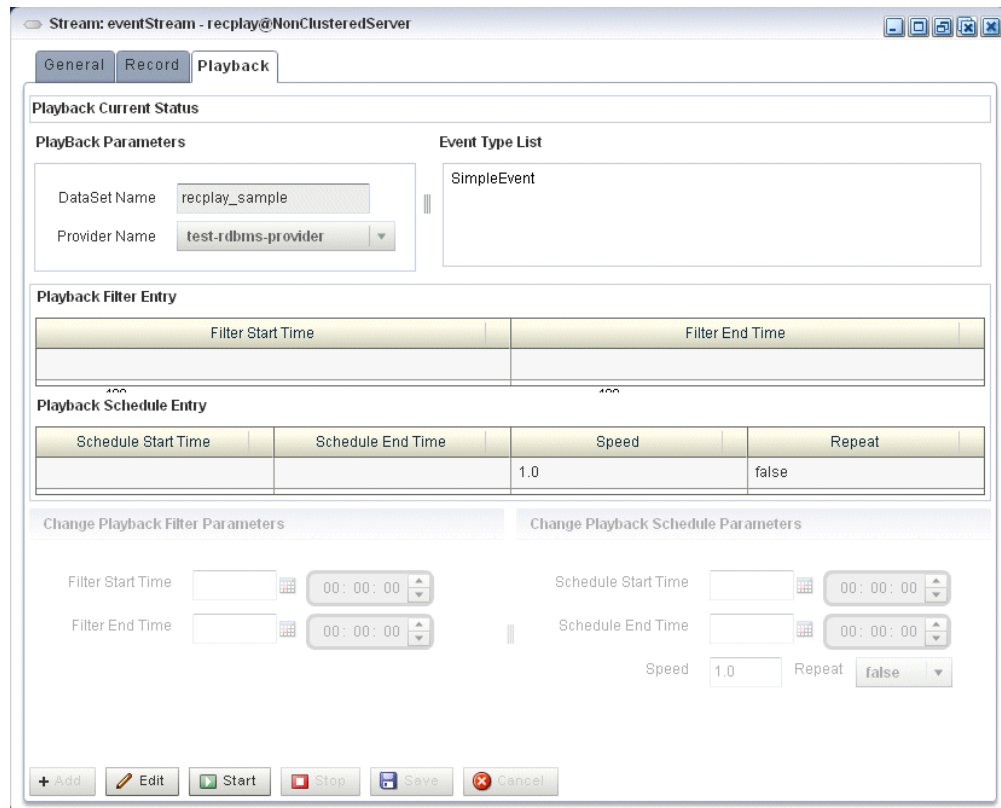 Stream: eventStream - recplay@NonClusteredServer
General Record Playback
Playback Current Status
PlayBack Parameters
Event Type List
DataSet Name recplay_sample
Provider Name test-rdbms-provider
SimpleEvent
Playback Filter Entry
Filter Start Time Filter End Time
Playback Schedule Entry
Schedule Start Time Schedule End Time Speed Repeat
1.0 false
Change Playback Filter Parameters
Change Playback Schedule Parameters
Filter Start Time 00: 00: 00
Filter End Time 00: 00: 00
Schedule Start Time 00: 00: 00
Schedule End Time 00: 00: 00
Speed 1.0 Repeat false
+ Add Edit Start Stop Save Cancel